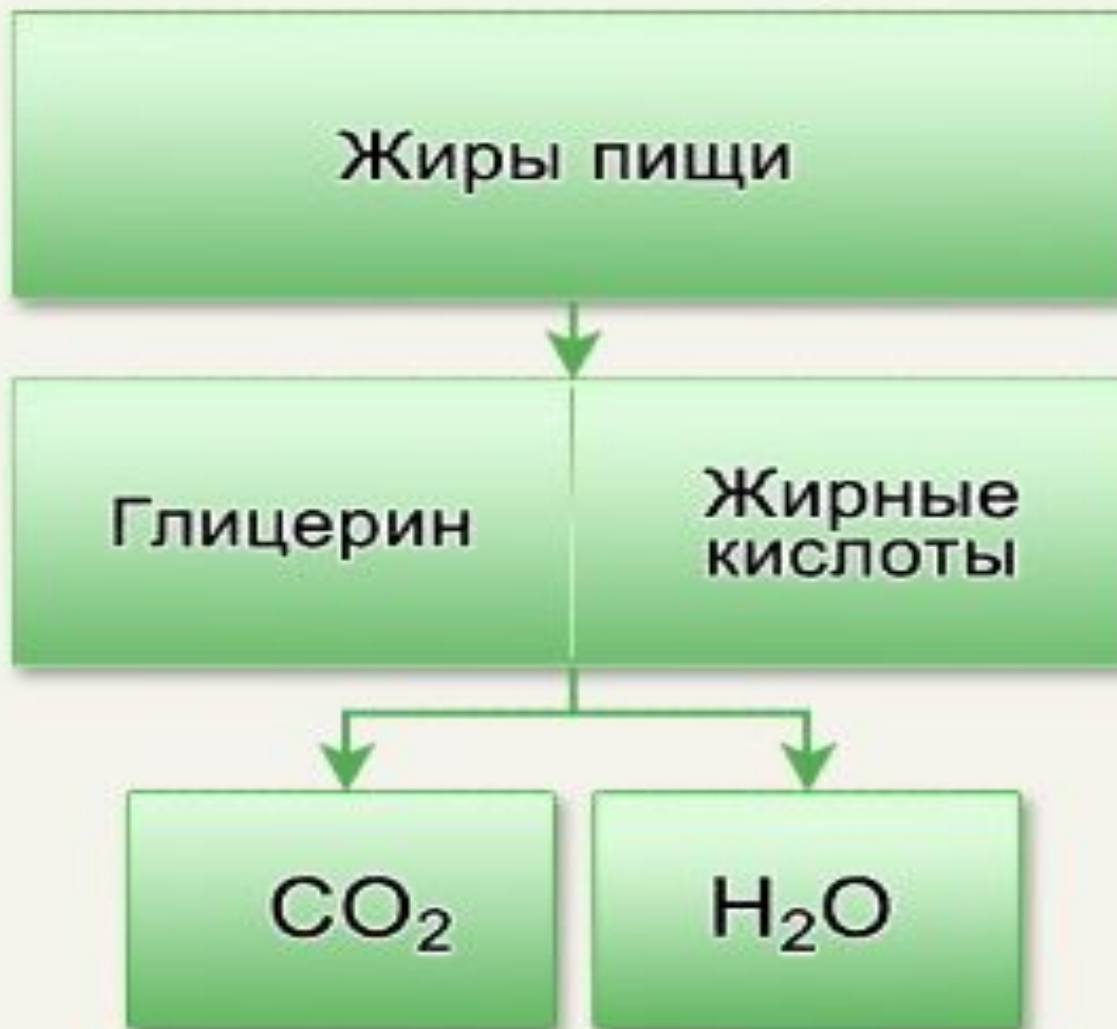 Жиры пищи
Глицерин
Жирные
кислоты
CO₂
H₂O